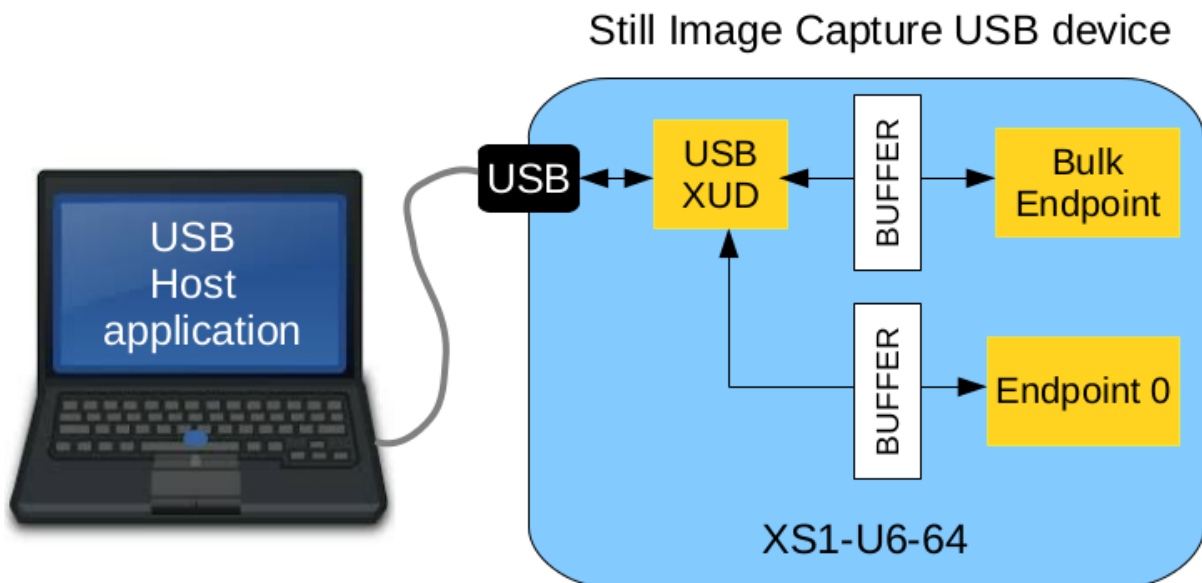 Still Image Capture USB device
USB
Host
application
USB
USB
XUD
BUFFER
Bulk
Endpoint
BUFFER
Endpoint 0
XS1-U6-64